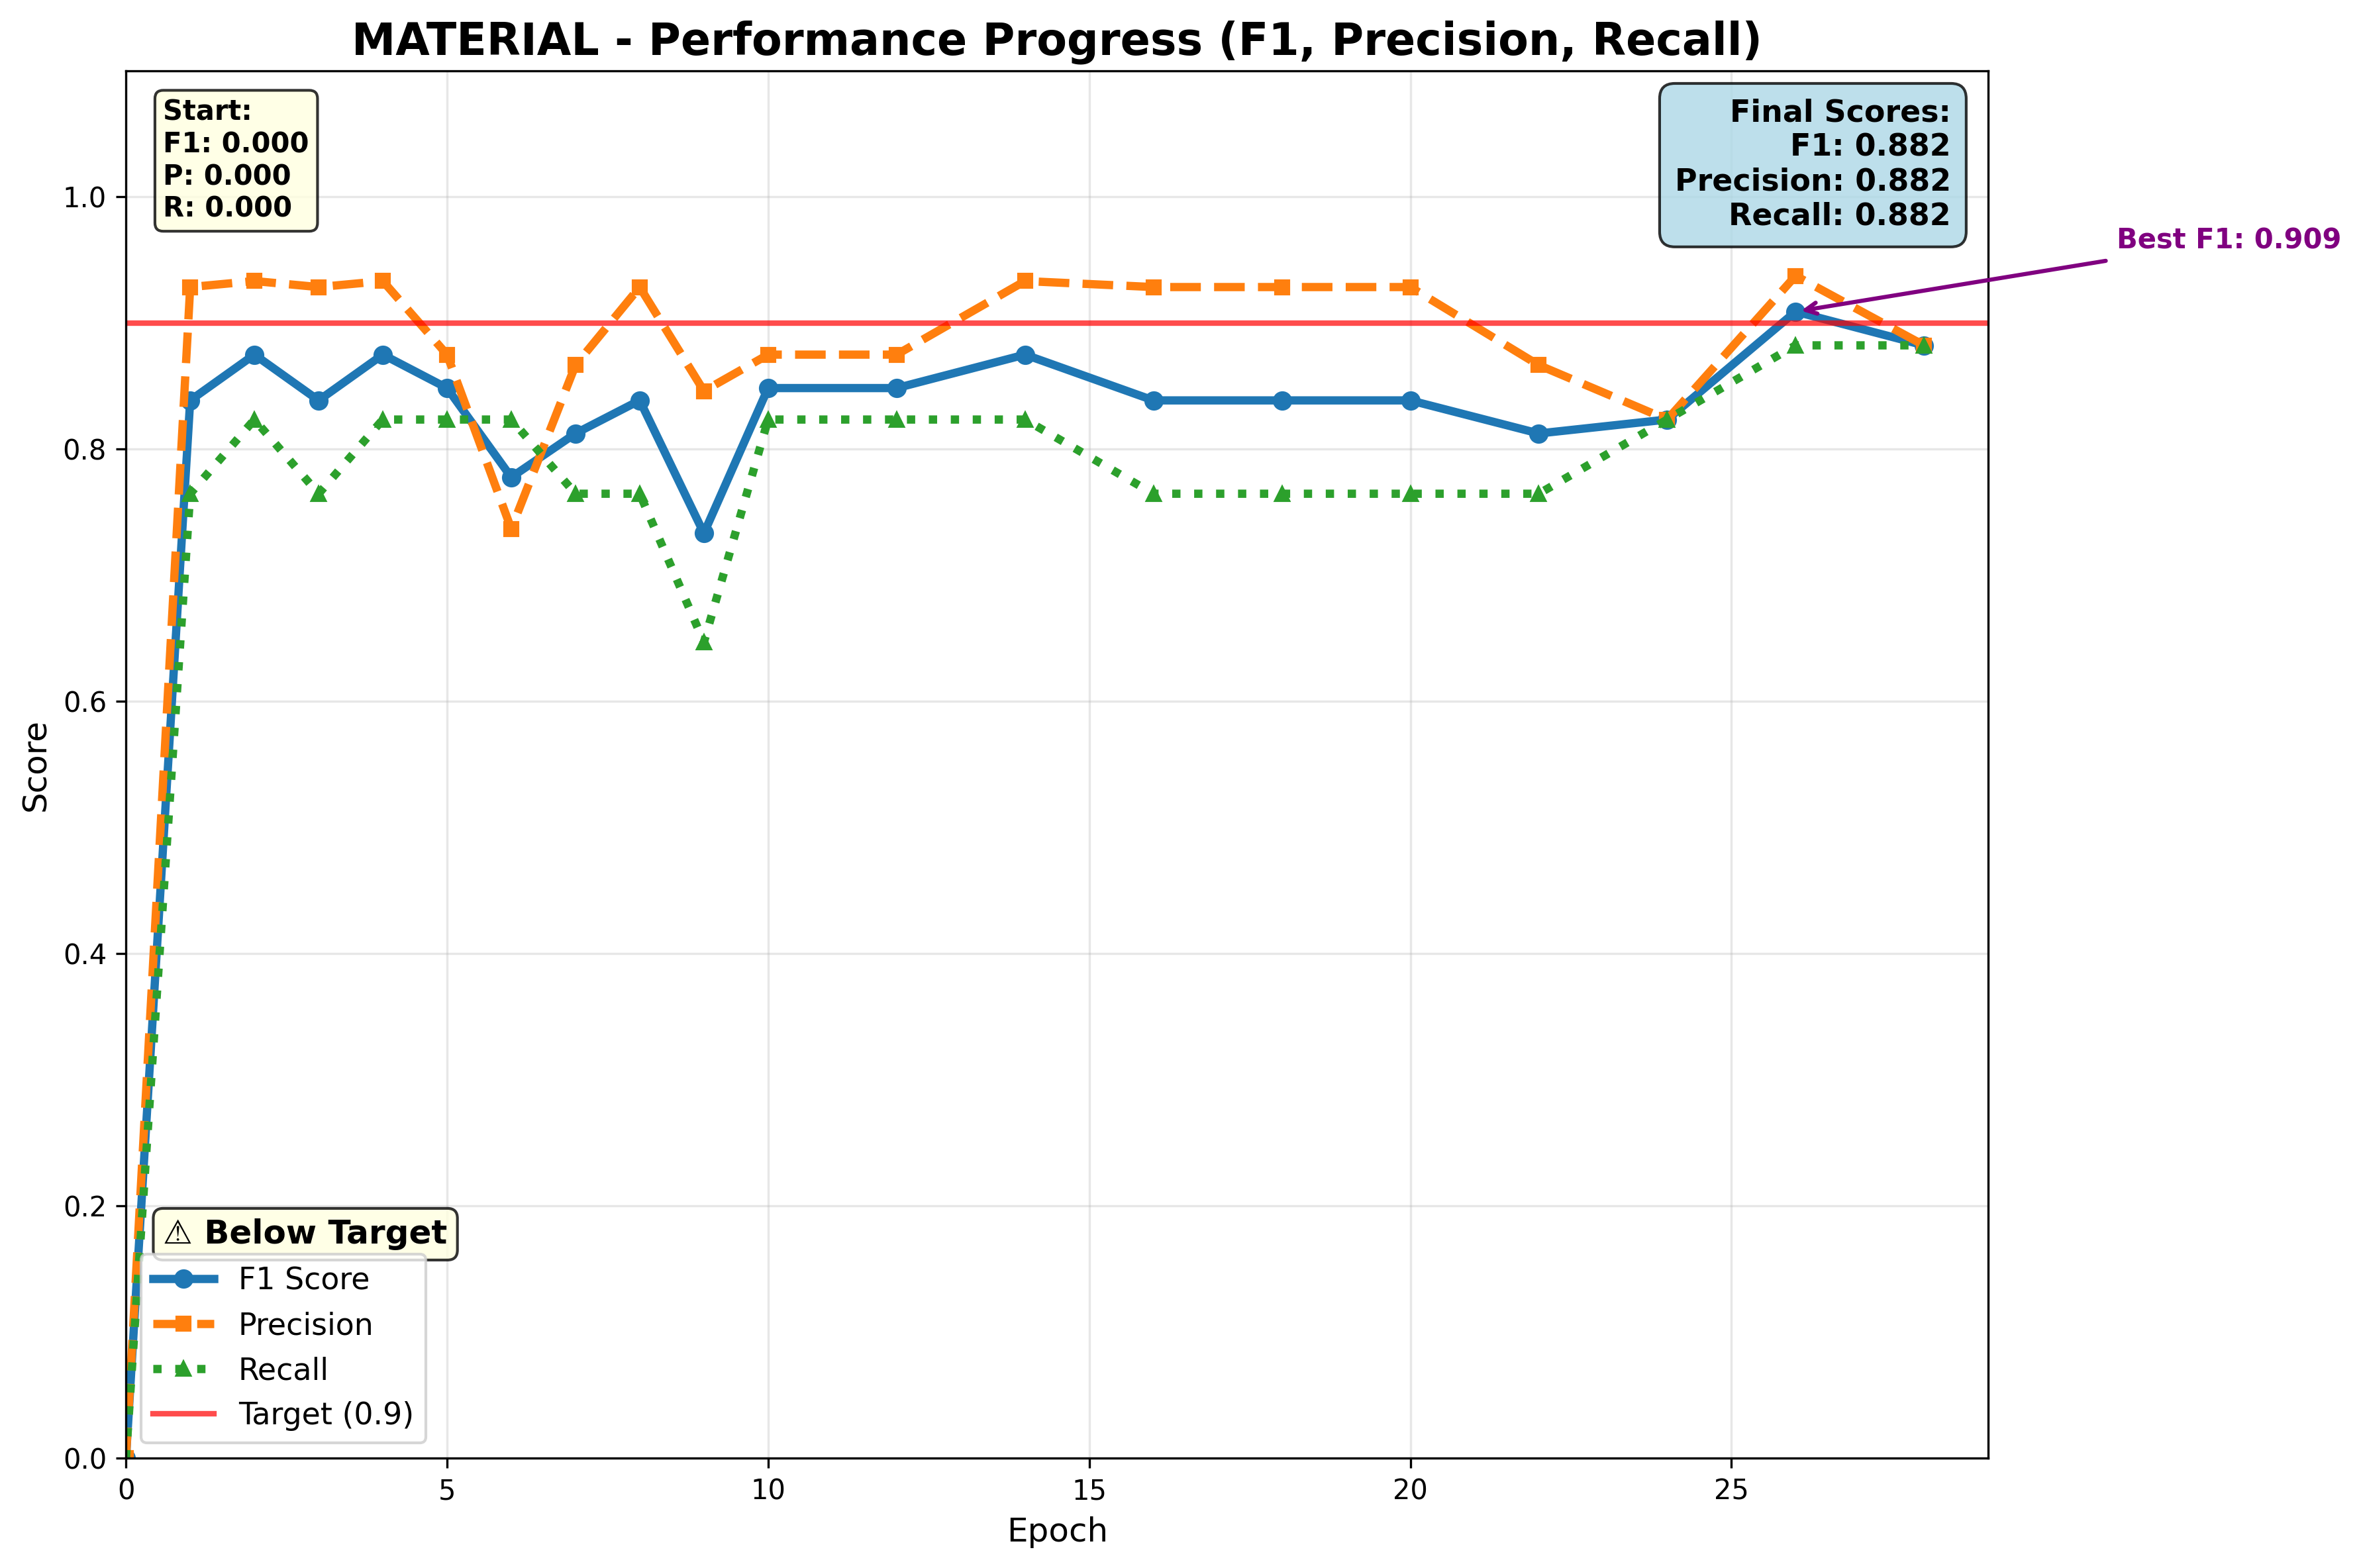 MATERIAL - Performance Progress (F1, Precision, Recall)
Start:
F1: 0.000
P: 0.000
R: 0.000
Final Scores:
F1: 0.882
Precision: 0.882
Recall: 0.882
Best F1: 0.909
1.0
0.8
0.6
0.4
0.2
0.0
Score
⚠ Below Target
F1 Score
Precision
Recall
Target (0.9)
0 5 10 15 20 25
Epoch